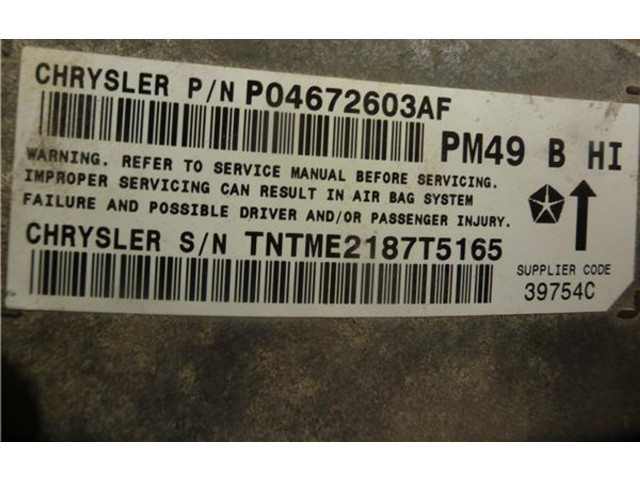 CHRYSLER P/N P04672603AF
PM49 B HI
WARNING. REFER TO SERVICE MANUAL BEFORE SERVICING.
IMPROPER SERVICING CAN RESULT IN AIR BAG SYSTEM
FAILURE AND POSSIBLE DRIVER AND/OR PASSENGER INJURY.
CHRYSLER S/N TNTME2187T5165
SUPPLIER CODE
39754C